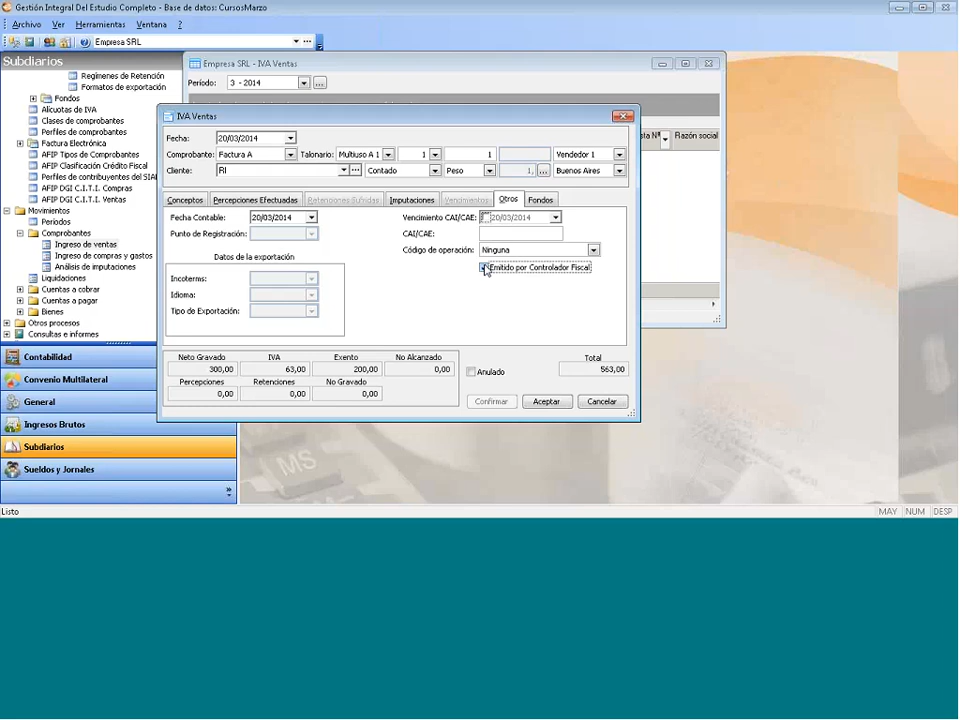 Gestión Integral Del Estudio Completo - Base de datos: CursosMarzo
Archivo Ver Herramientas Ventana ?
Empresa SRL
Subdiarios
Regímenes de Retención
Formatos de exportación
Fondos
Alícuotas de IVA
Clases de comprobantes
Perfiles de comprobantes
Factura Electrónica
AFIP Tipos de Comprobantes
AFIP Clasificación Crédito Fiscal
Perfiles de contribuyentes del SIAP
AFIP DGI C.I.T.I. Compras
AFIP DGI C.I.T.I. Ventas
Movimientos
Períodos
Comprobantes
Ingreso de ventas
Ingreso de compras y gastos
Análisis de imputaciones
Liquidaciones
Cuentas a cobrar
Cuentas a pagar
Bienes
Otros procesos
Consultas e informes
Contabilidad
Convenio Multilateral
General
Ingresos Brutos
Subdiarios
Sueldos y Jornales
Listo
MAY NUM DESP
Empresa SRL - IVA Ventas
Período: 3 - 2014
Razón social
IVA Ventas
Fecha: 20/03/2014
Comprobante: Factura A Talonario: Multiuso A 1 1 1 Vendedor 1
Cliente: RI Contado Peso 1, Buenos Aires
Conceptos Percepciones Efectuadas Retenciones Sufridas Imputaciones Vencimientos Otros Fondos
Fecha Contable: 20/03/2014 Vencimiento CAI/CAE: 20/03/2014
Punto de Registración: CAI/CAE:
Código de operación: Ninguna
Datos de la exportación
Emitido por Controlador Fiscal
Incoterms:
Idioma:
Tipo de Exportación:
Neto Gravado IVA Exento No Alcanzado Total
300,00 63,00 200,00 0,00 563,00
Percepciones Retenciones No Gravado
0,00 0,00 0,00
Anulado
Confirmar Aceptar Cancelar
MS